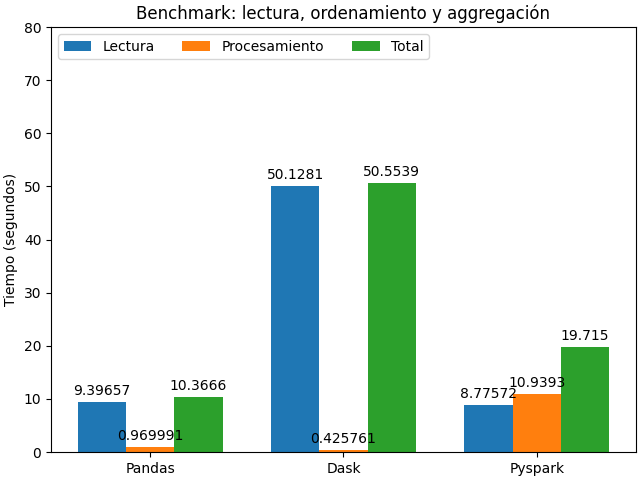 Benchmark: lectura, ordenamiento y aggregación
Lectura
Procesamiento
Total
Tiempo (segundos)
80
70
60
50
40
30
20
10
0
9.39657
0.969991
10.3666
50.1281
0.425761
50.5539
8.77572
10.9393
19.715
Pandas
Dask
Pyspark